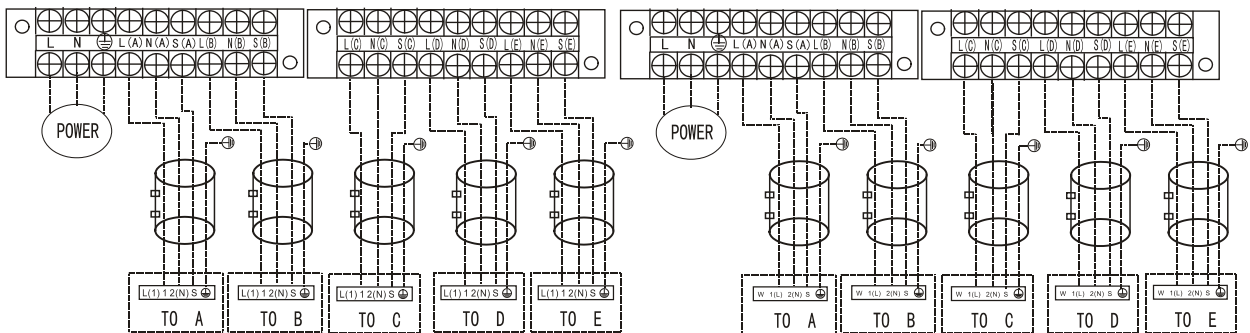 L N L(A) N(A) S(A) L(B) N(B) S(B)
L(C) N(C) S(C) L(D) N(D) S(D) L(E) N(E) S(E)
L N L(A) N(A) S(A) L(B) N(B) S(B)
L(C) N(C) S(C) L(D) N(D) S(D) L(E) N(E) S(E)
POWER
POWER
L(1) 1 2(N) S
L(1) 1 2(N) S
L(1) 1 2(N) S
L(1) 1 2(N) S
L(1) 1 2(N) S
W 1(L) 2(N) S
W 1(L) 2(N) S
W 1(L) 2(N) S
W 1(L) 2(N) S
W 1(L) 2(N) S
TO A
TO B
TO C
TO D
TO E
TO A
TO B
TO C
TO D
TO E